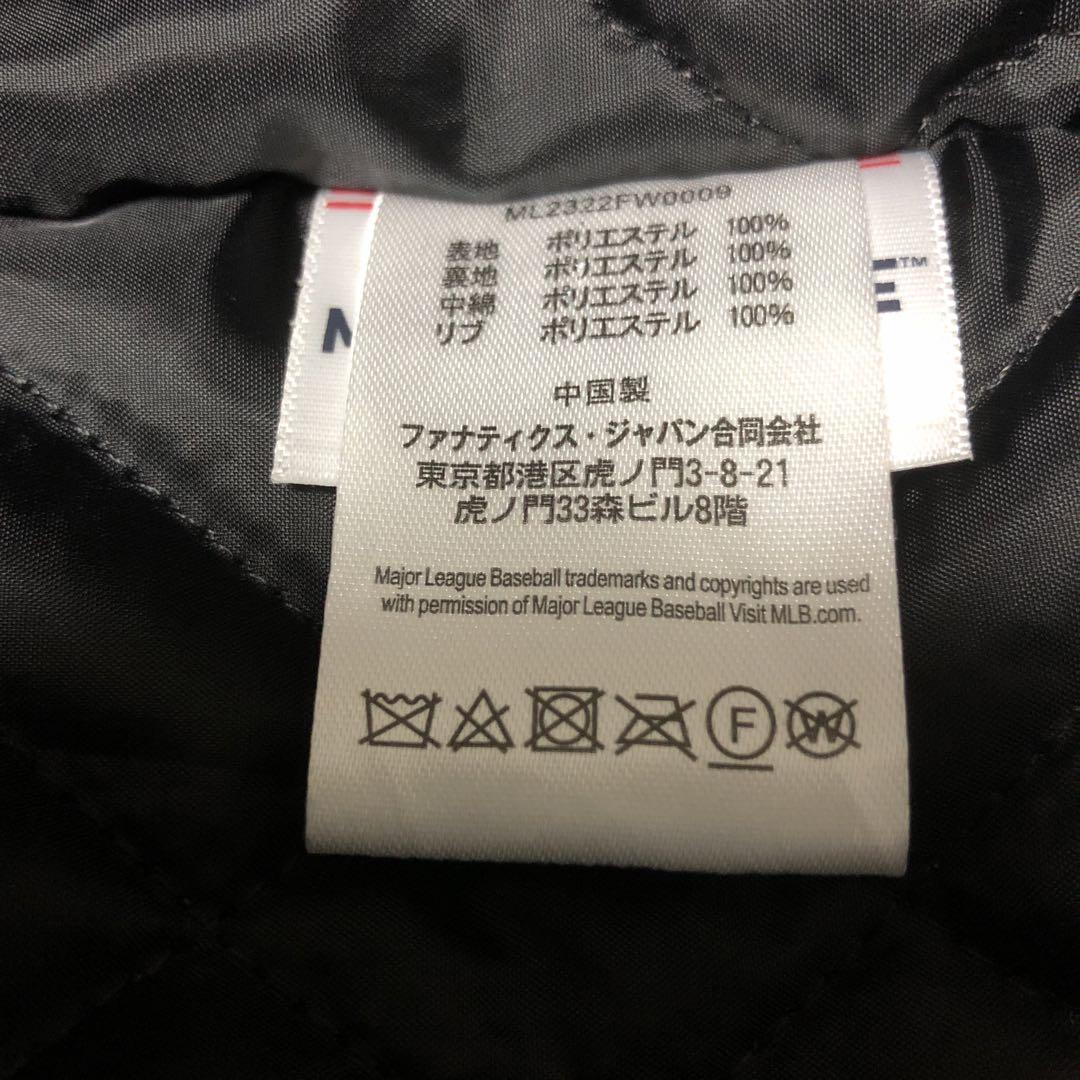 ML2322FW0009
表地 ポリエステル 100%
裏地 ポリエステル 100%
中綿 ポリエステル 100%
リブ ポリエステル 100%
中国製
ファナティクス・ジャパン合同会社
東京都港区虎ノ門3-8-21
虎ノ門33森ビル8階
Major League Baseball trademarks and copyrights are used
with permission of Major League Baseball Visit MLB.com.
F
W